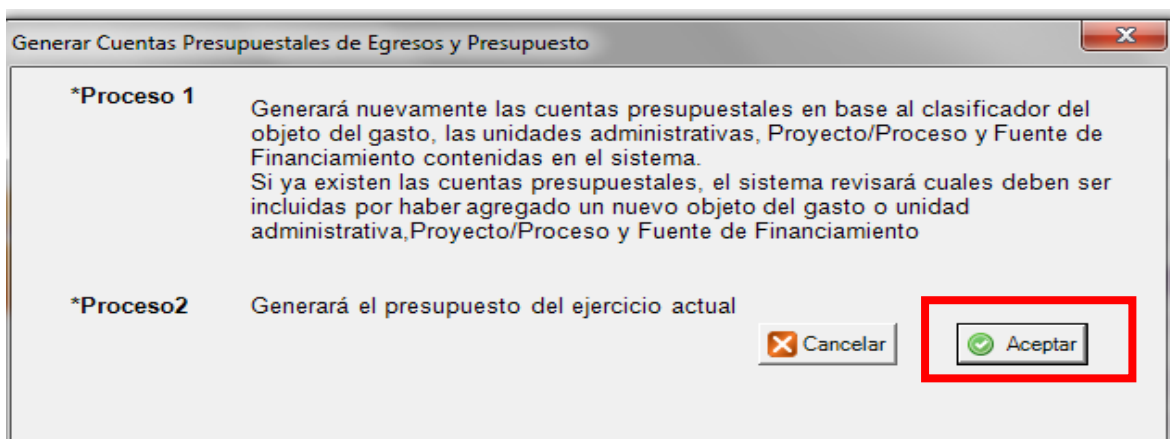 Generar Cuentas Presupuestales de Egresos y Presupuesto
*Proceso 1
Generará nuevamente las cuentas presupuestales en base al clasificador del
objeto del gasto, las unidades administrativas, Proyecto/Proceso y Fuente de
Financiamiento contenidas en el sistema.
Si ya existen las cuentas presupuestales, el sistema revisará cuales deben ser
incluidas por haber agregado un nuevo objeto del gasto o unidad
administrativa,Proyecto/Proceso y Fuente de Financiamiento
*Proceso2 Generará el presupuesto del ejercicio actual
Cancelar Aceptar